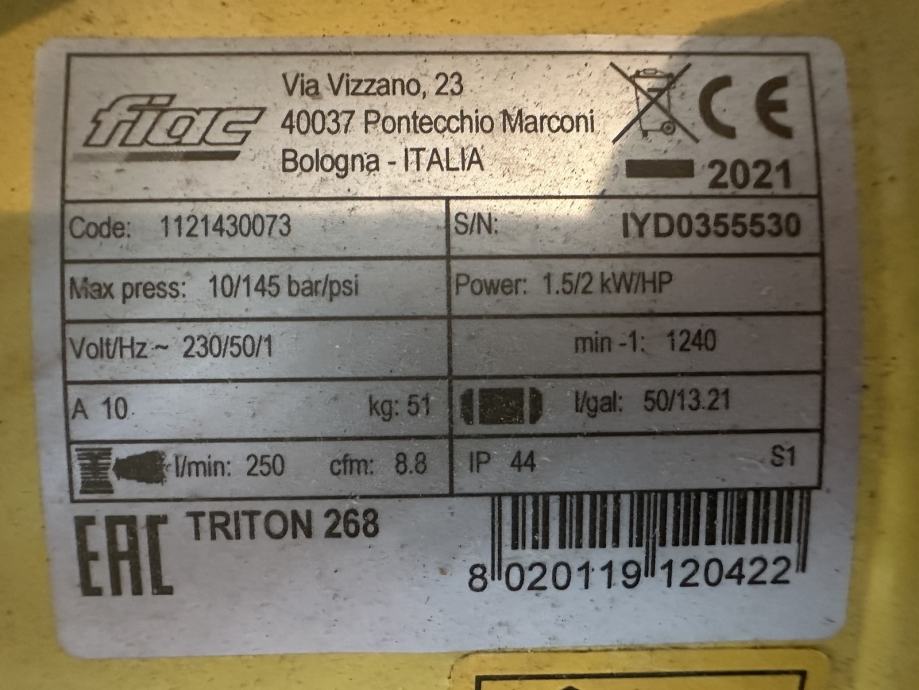 fiac
Via Vizzano, 23
40037 Pontecchio Marconi
Bologna - ITALIA
CE
2021
Code: 1121430073
S/N: IYD0355530
Max press: 10/145 bar/psi
Power: 1.5/2 kW/HP
Volt/Hz ~ 230/50/1
min -1: 1240
A 10 kg: 51
l/gal: 50/13.21
l/min: 250 cfm: 8.8
IP 44 S1
EAC
TRITON 268
8 020119 120422